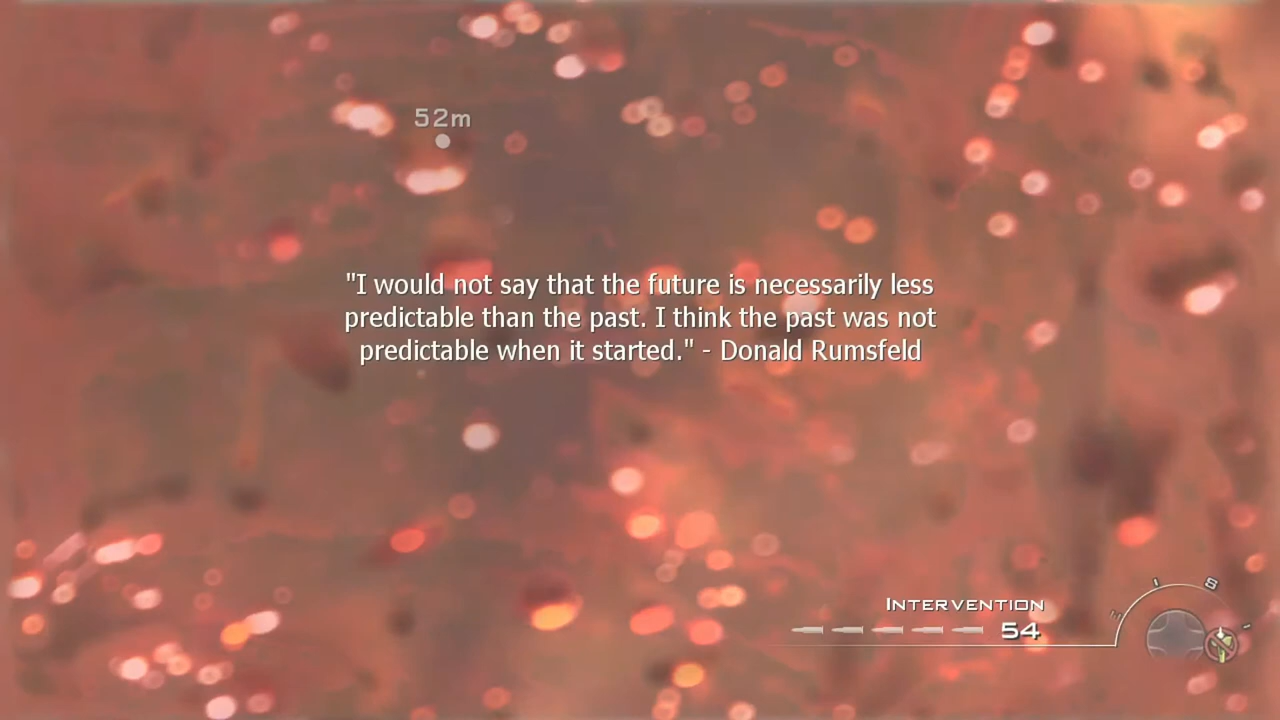 52m
"I would not say that the future is necessarily less
predictable than the past. I think the past was not
predictable when it started." - Donald Rumsfeld
Intervention
54
E
S